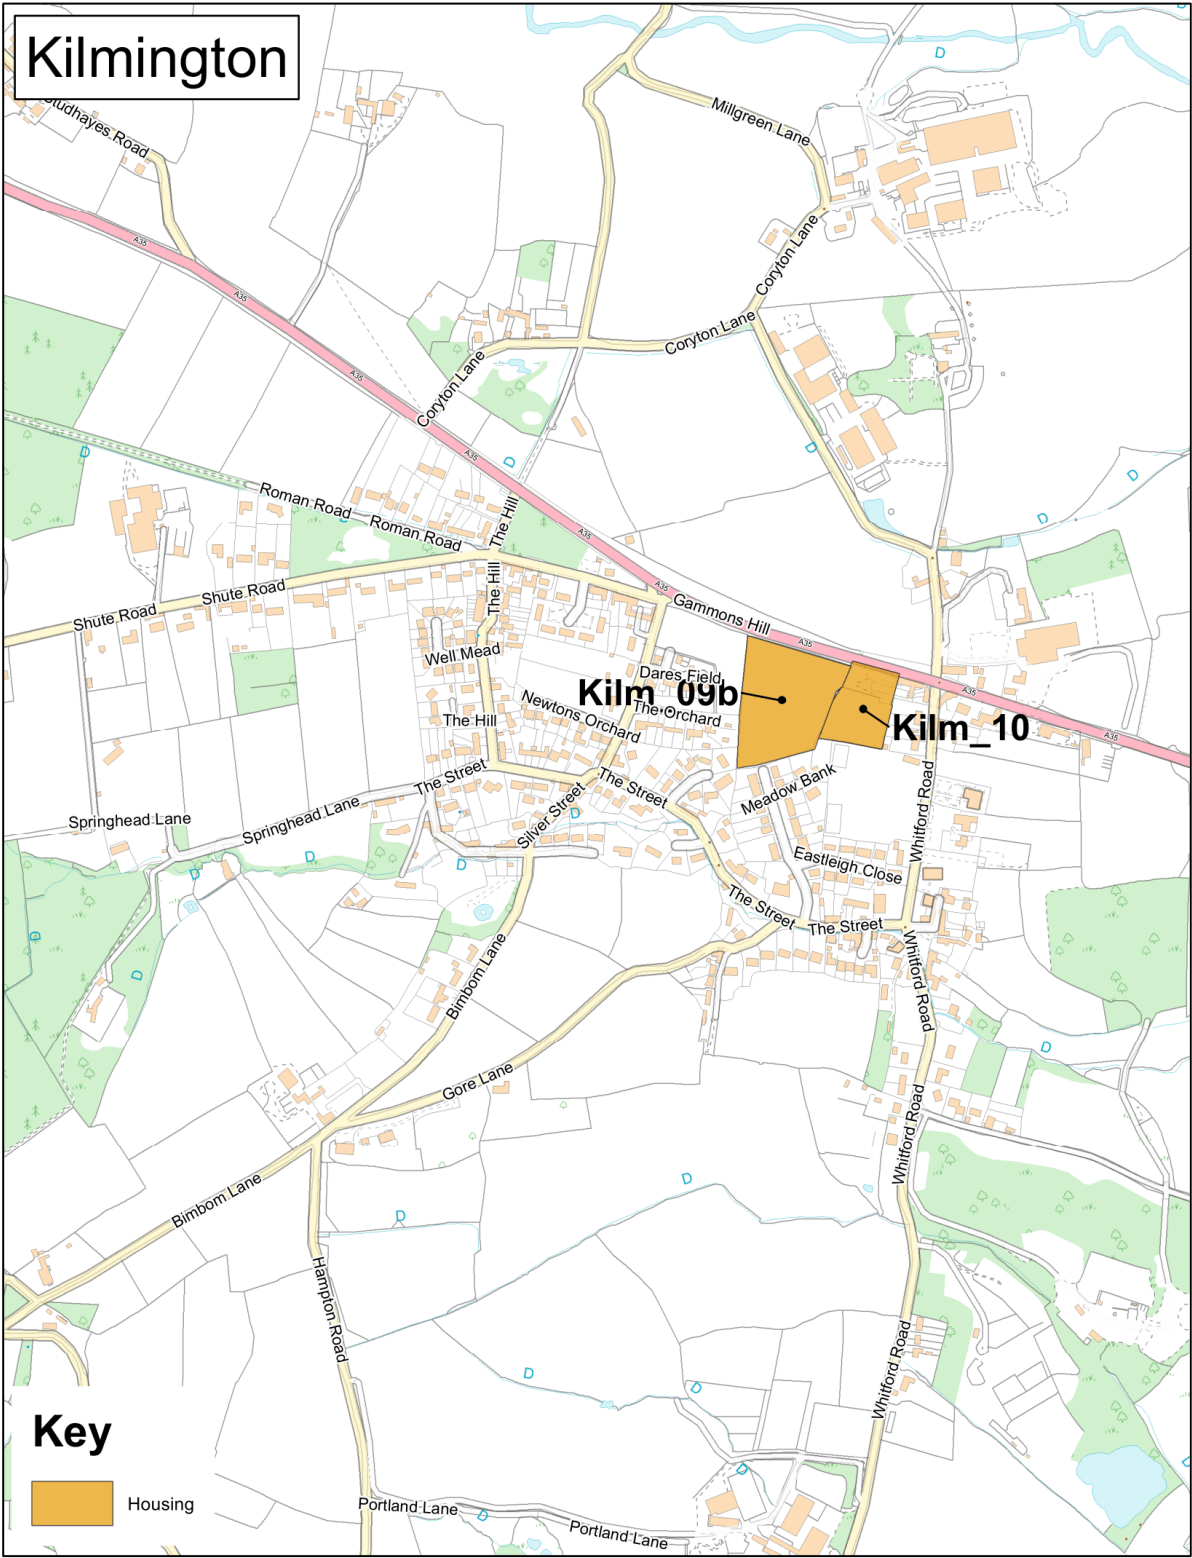 Kilmington
Studhayes Road
Millgreen Lane
D
D
A35
A35
A35
A35
A35
A35
A35
A35
A35
Coryton Lane
Coryton Lane
Coryton Lane
D
D
D
D
D
Roman Road
Roman Road
The Hill
The Hill
Shute Road
Shute Road
Gammons Hill
Well Mead
Dares Field
Kilm_09b
Newtons Orchard
The Orchard
The Hill
Kilm_10
The Street
The Street
Meadow Bank
Silver Street
D
Springhead Lane
Springhead Lane
Whitford Road
D
D
D
Eastleigh Close
The Street
The Street
D
D
Bimbom Lane
Whitford Road
D
Gore Lane
Whitford Road
Bimbom Lane
D
D
Hampton Road
Whitford Road
D
D
Key
D
D
Housing
Portland Lane
D
Portland Lane